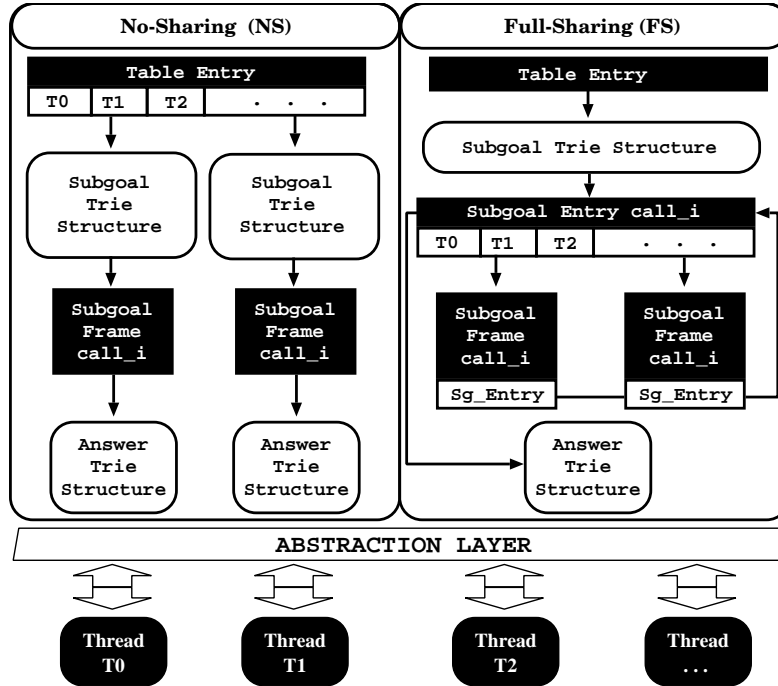 No-Sharing (NS)
Table Entry
T0 T1 T2 . . .
Subgoal
Trie
Structure
Subgoal
Trie
Structure
Subgoal
Frame
call_i
Subgoal
Frame
call_i
Answer
Trie
Structure
Answer
Trie
Structure
Full-Sharing (FS)
Table Entry
Subgoal Trie Structure
Subgoal Entry call_i
T0 T1 T2 . . .
Subgoal
Frame
call_i
Sg_Entry
Subgoal
Frame
call_i
Sg_Entry
Answer
Trie
Structure
ABSTRACTION LAYER
Thread
T0
Thread
T1
Thread
T2
Thread
. . .